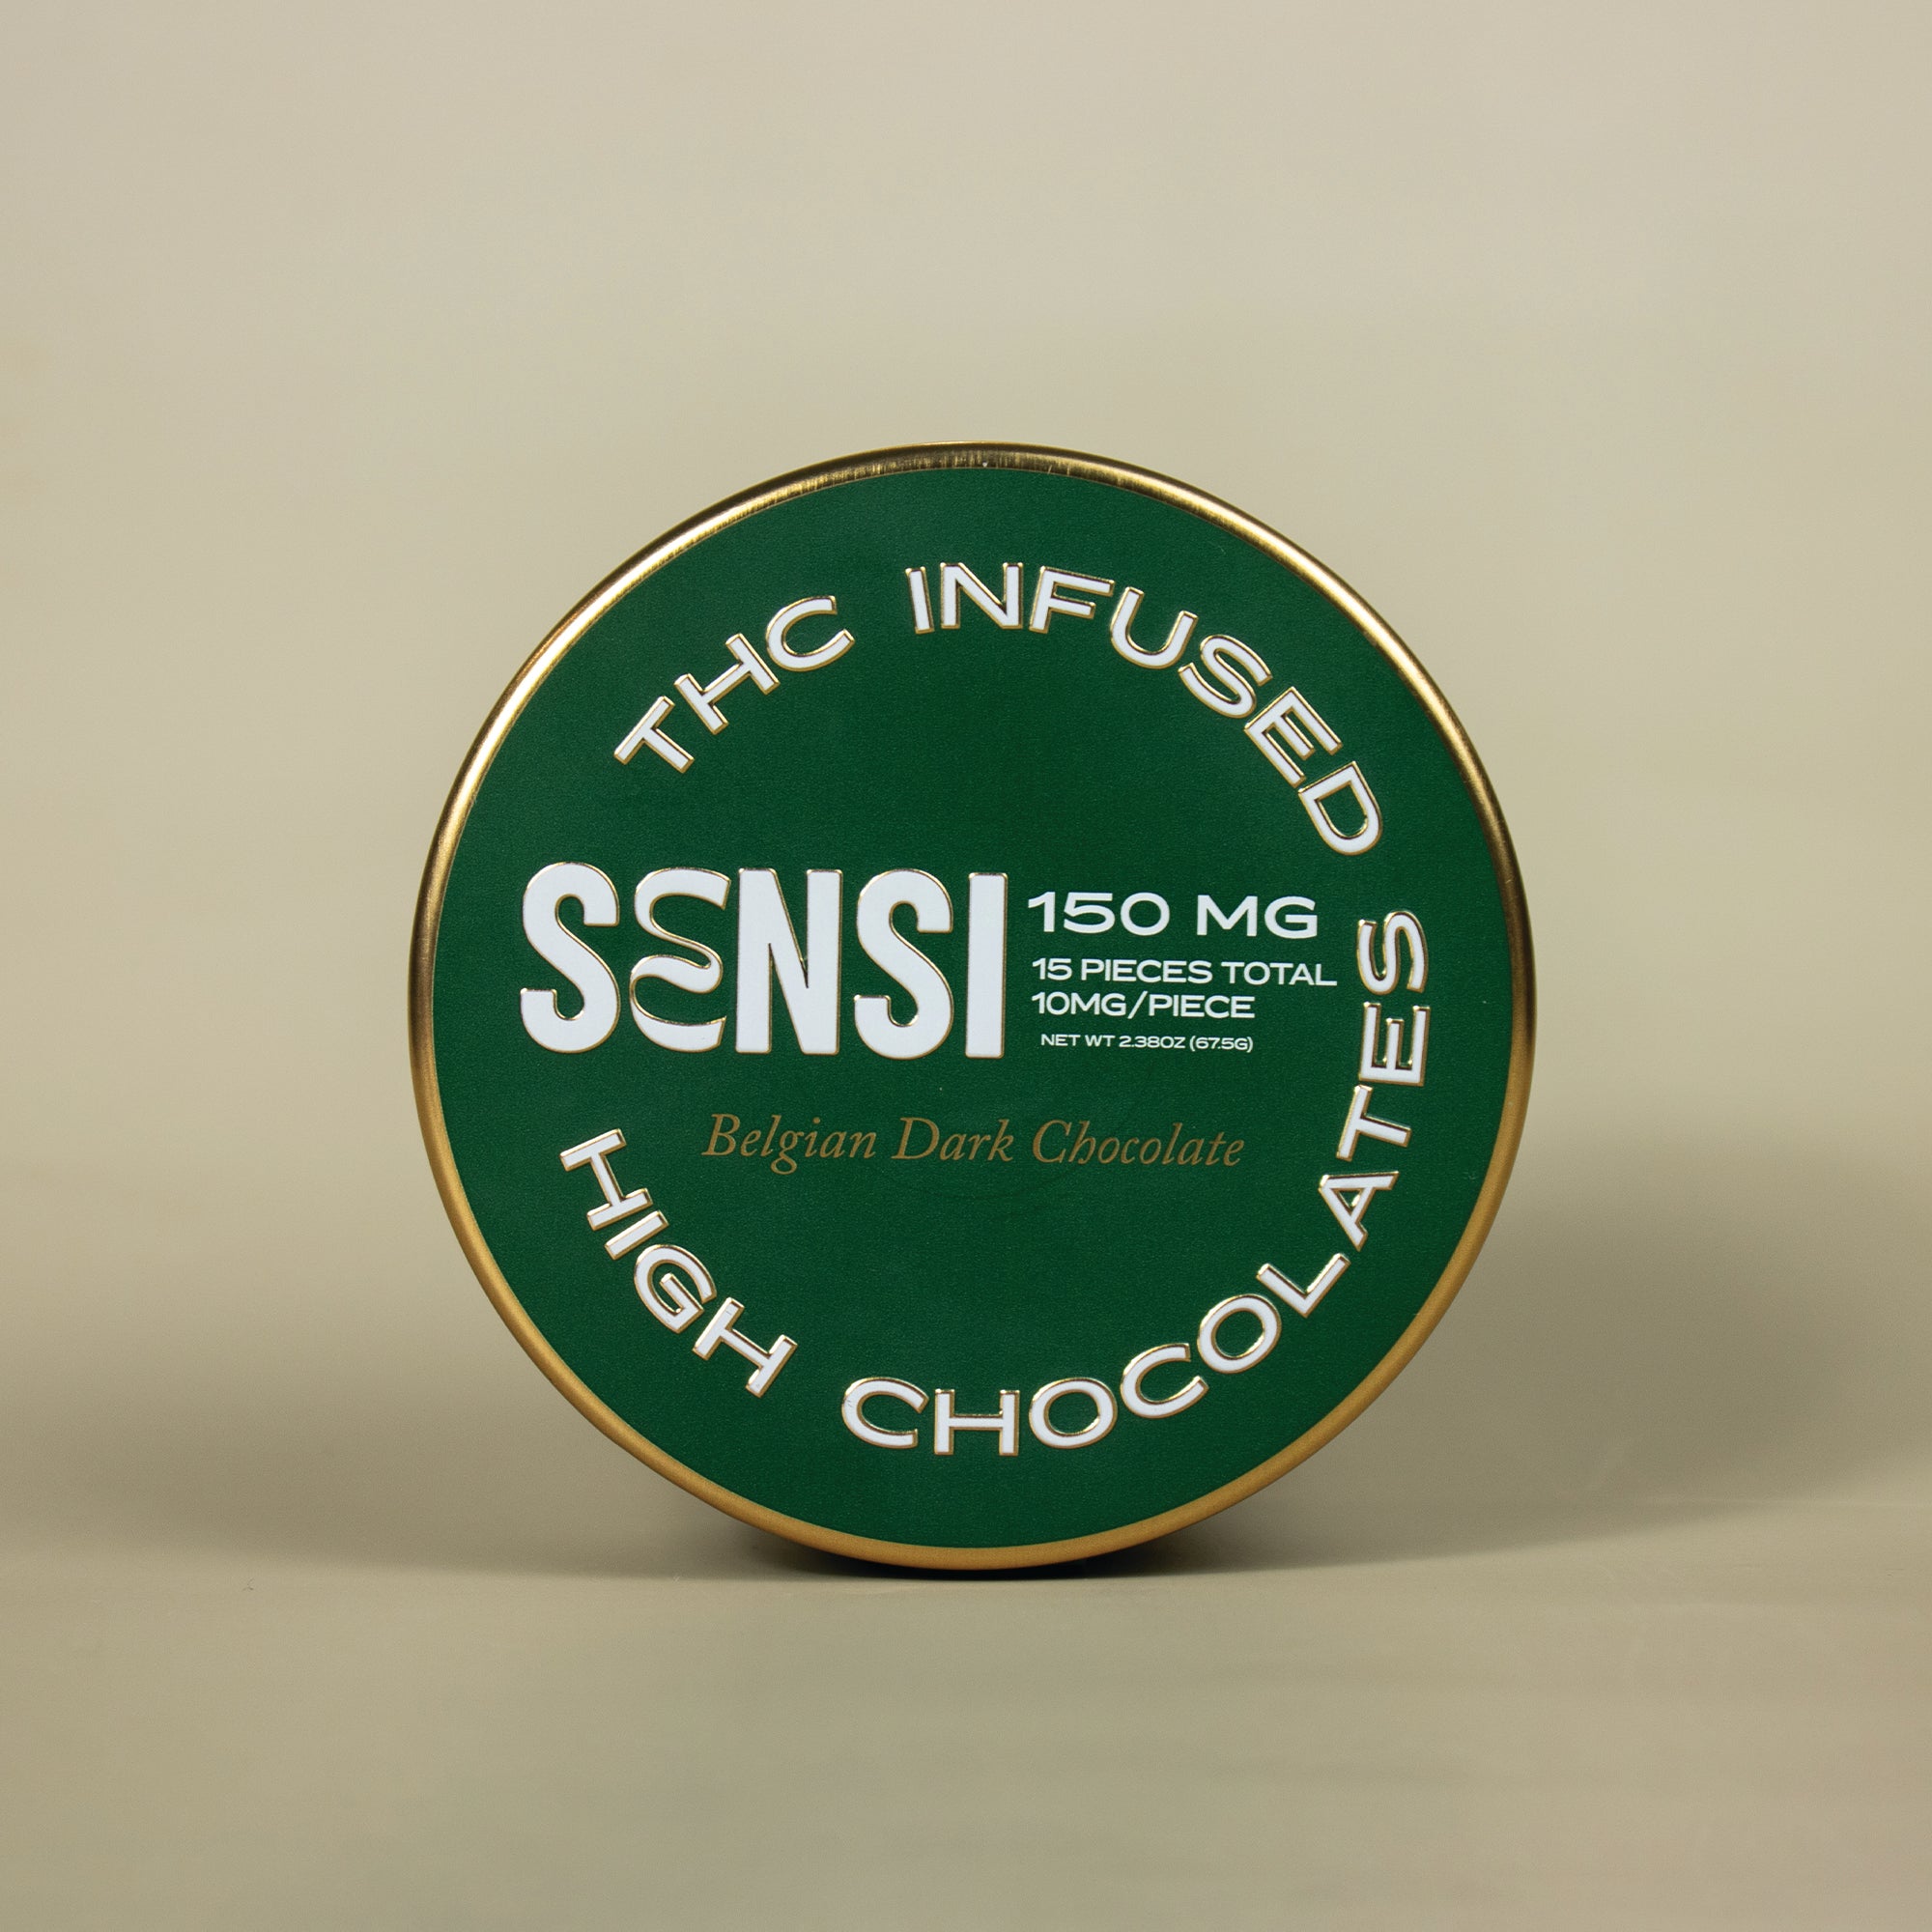 THC INFUSED
SENSI
150 MG
15 PIECES TOTAL
10MG/PIECE
NET WT 2.38OZ (67.5G)
Belgian Dark Chocolate
HIGH CHOCOLATES